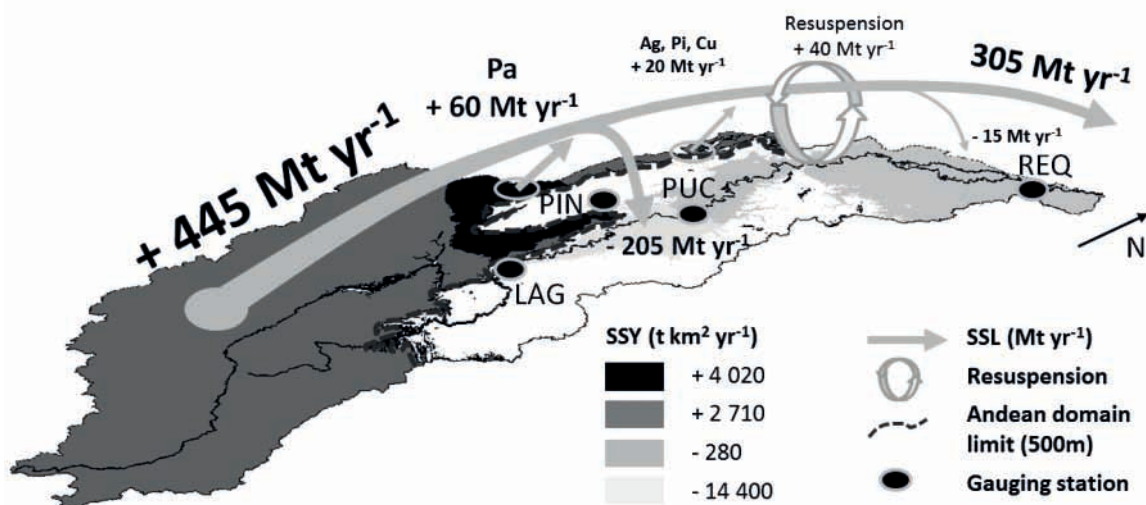 Resuspension
+ 40 Mt yr-1
Ag, Pi, Cu
+ 20 Mt yr-1
305 Mt yr-1
Pa
+ 60 Mt yr-1
+ 445 Mt yr-1
- 15 Mt yr-1
REQ
PIN
PUC
- 205 Mt yr-1
N
LAG
SSY (t km2 yr-1)
+ 4 020
+ 2 710
- 280
- 14 400
SSL (Mt yr-1)
Resuspension
Andean domain
limit (500m)
Gauging station